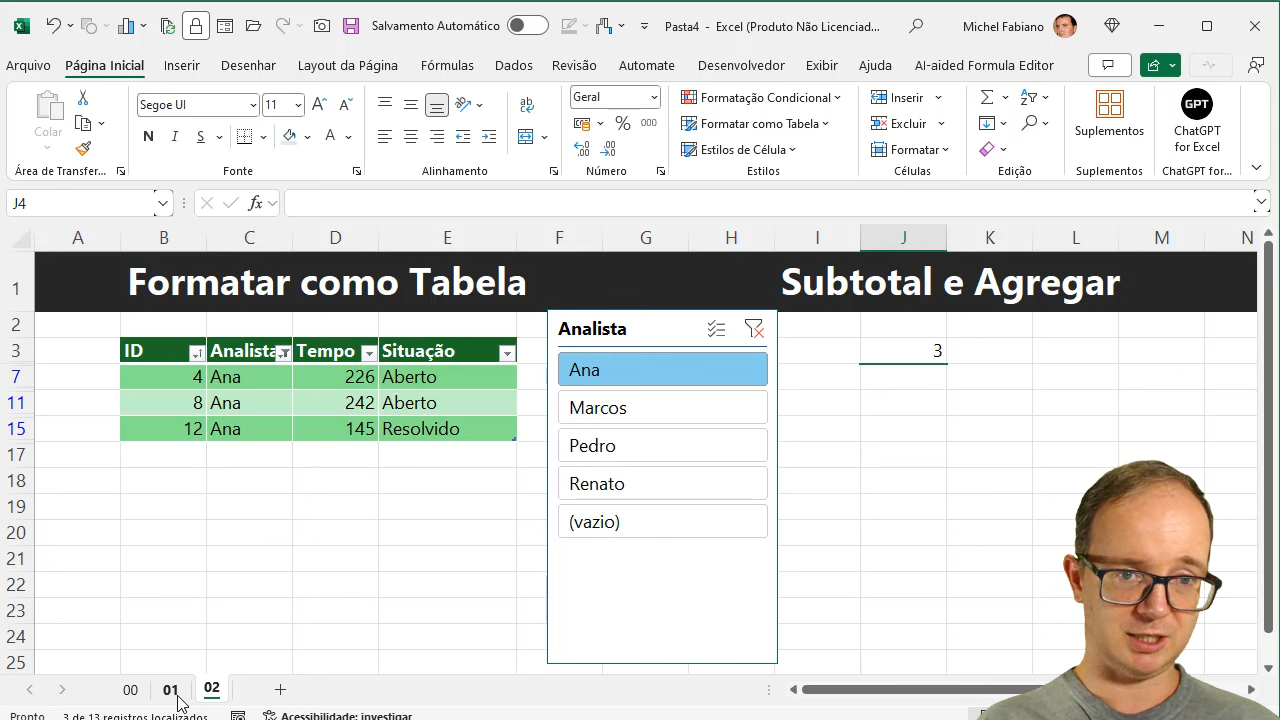 Salvamento Automático
Pasta4 - Excel (Produto Não Licenciad...
Michel Fabiano
Arquivo
Página Inicial
Inserir
Desenhar
Layout da Página
Fórmulas
Dados
Revisão
Automate
Desenvolvedor
Exibir
Ajuda
AI-aided Formula Editor
Colar
Segoe UI
11
N I S
Geral
% 000
Formatação Condicional
Formatar como Tabela
Estilos de Célula
Inserir
Excluir
Formatar
Suplementos
GPT
ChatGPT
for Excel
Área de Transfer...
Fonte
Alinhamento
Número
Estilos
Células
Edição
Suplementos
ChatGPT for...
J4
fx
A B C D E F G H I J K L M N
1 Formatar como Tabela Subtotal e Agregar
2
3 ID Analista Tempo Situação 3
7 4 Ana 226 Aberto
11 8 Ana 242 Aberto
15 12 Ana 145 Resolvido
17
18
19
20
21
22
23
24
25
Analista
Ana
Marcos
Pedro
Renato
(vazio)
00 01 02
Pronto 3 de 13 registros localizados Acessibilidade: investigar